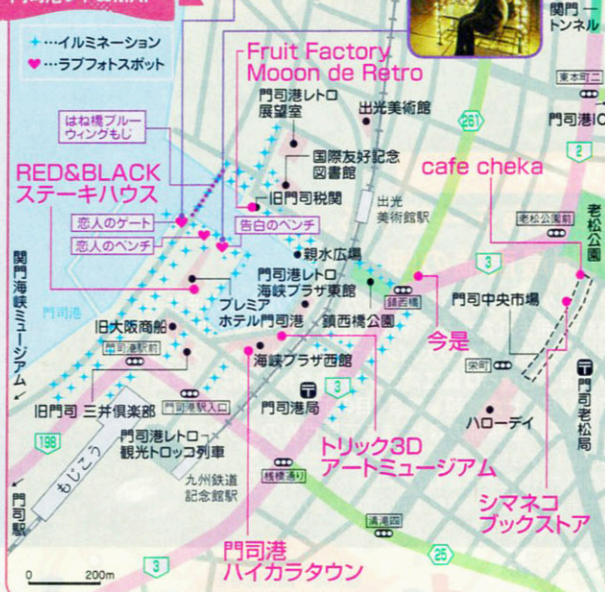 ✦…イルミネーション
♥…ラブフォトスポット
関門
トンネル
Fruit Factory
Mooon de Retro
門司港レトロ
展望室
出光美術館
東本町二
門司港IC
はね橋ブルー
ウィングもじ
261
2
国際友好記念
図書館
RED&BLACK
ステーキハウス
cafe cheka
旧門司税関
出光
美術館駅
老松公園前
老松公園
恋人のゲート
告白のベンチ
恋人のベンチ
親水広場
3
関門海峡ミュージアム
門司港
門司港レトロ
海峡プラザ東館
プレミア
ホテル門司港
鎮西橋公園
鎮西橋
門司中央市場
旧大阪商船
今是
門司港駅前
海峡プラザ西館
栄町
旧門司 三井倶楽部
門司港駅入口
門司港局
3
門司老松局
ハローデイ
198
門司港レトロ
観光トロッコ列車
もじこう
トリック3D
アートミュージアム
九州鉄道
記念館駅
桟橋通り
シマネコ
ブックストア
門司駅
清滝四
門司港
ハイカラタウン
25
3
0 200m